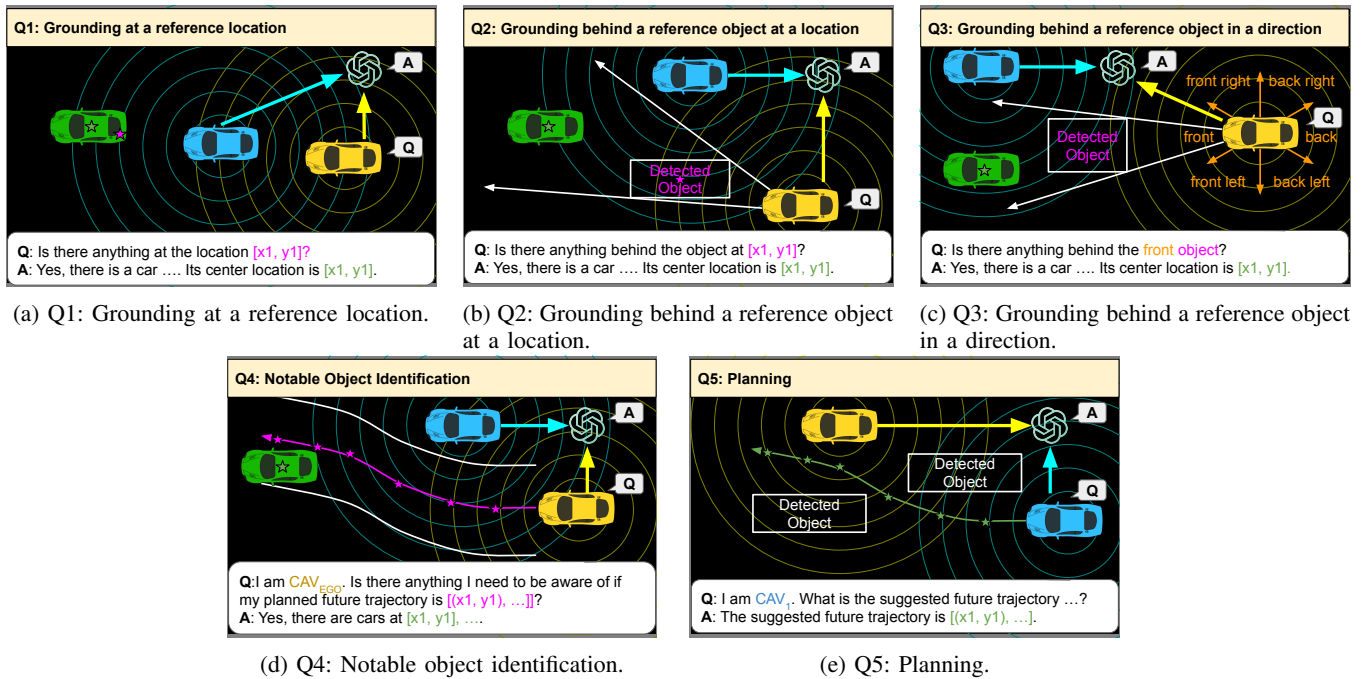 Q1: Grounding at a reference location
A
Q
Q: Is there anything at the location [x1, y1]?
A: Yes, there is a car .... Its center location is [x1, y1].
(a) Q1: Grounding at a reference location.
Q2: Grounding behind a reference object at a location
A
Detected
Object
Q
Q: Is there anything behind the object at [x1, y1]?
A: Yes, there is a car .... Its center location is [x1, y1].
(b) Q2: Grounding behind a reference object
at a location.
Q3: Grounding behind a reference object in a direction
A
front right
back right
Q
Detected
Object
front
back
front left
back left
Q: Is there anything behind the front object?
A: Yes, there is a car .... Its center location is [x1, y1].
(c) Q3: Grounding behind a reference object
in a direction.
Q4: Notable Object Identification
A
Q
Q:I am CAV_EGO. Is there anything I need to be aware of if
my planned future trajectory is [(x1, y1), ...]]?
A: Yes, there are cars at [x1, y1], ....
(d) Q4: Notable object identification.
Q5: Planning
A
Detected
Object
Q
Detected
Object
Q: I am CAV_1. What is the suggested future trajectory ...?
A: The suggested future trajectory is [(x1, y1), ...].
(e) Q5: Planning.